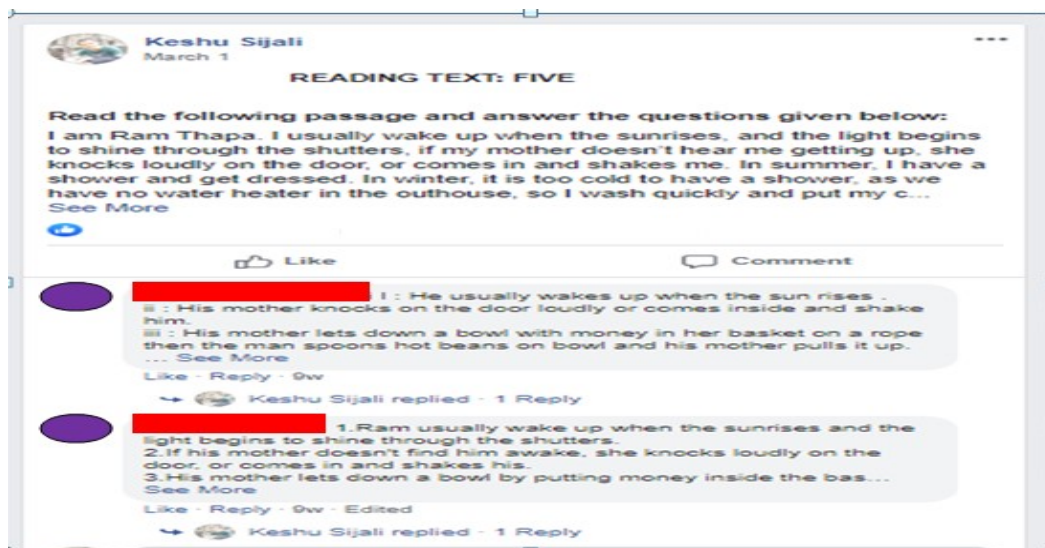 Keshu Sijali
March 1
READING TEXT: FIVE
Read the following passage and answer the questions given below:
I am Ram Thapa. I usually wake up when the sunrises, and the light begins
to shine through the shutters, if my mother doesn't hear me getting up, she
knocks loudly on the door, or comes in and shakes me. In summer, I have a
shower and get dressed. In winter, it is too cold to have a shower, as we
have no water heater in the outhouse, so I wash quickly and put my c...
See More
Like Comment
I : He usually wakes up when the sun rises .
ii : His mother knocks on the door loudly or comes inside and shake
him.
iii : His mother lets down a bowl with money in her basket on a rope
then the man spoons hot beans on bowl and his mother pulls it up.
... See More
Like · Reply · 9w
Keshu Sijali replied · 1 Reply
1.Ram usually wake up when the sunrises and the
light begins to shine through the shutters.
2.If his mother doesn't find him awake, she knocks loudly on the
door, or comes in and shakes his.
3.His mother lets down a bowl by putting money inside the bas...
See More
Like · Reply · 9w · Edited
Keshu Sijali replied · 1 Reply